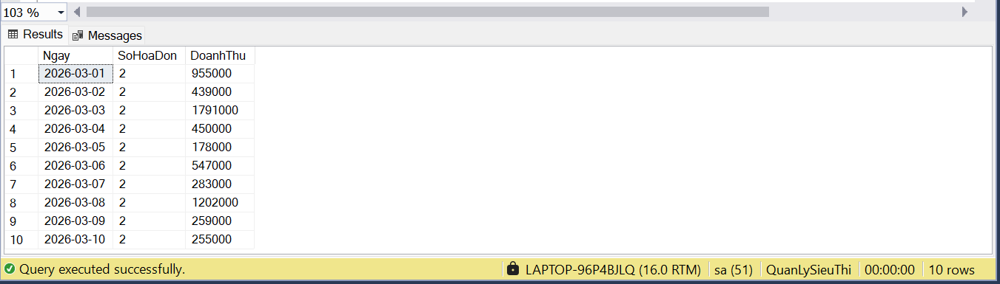 103 %
Results Messages
Ngay SoHoaDon DoanhThu
1 2026-03-01 2 955000
2 2026-03-02 2 439000
3 2026-03-03 2 1791000
4 2026-03-04 2 450000
5 2026-03-05 2 178000
6 2026-03-06 2 547000
7 2026-03-07 2 283000
8 2026-03-08 2 1202000
9 2026-03-09 2 259000
10 2026-03-10 2 255000
Query executed successfully. LAPTOP-96P4BJLQ (16.0 RTM) sa (51) QuanLySieuThi 00:00:00 10 rows